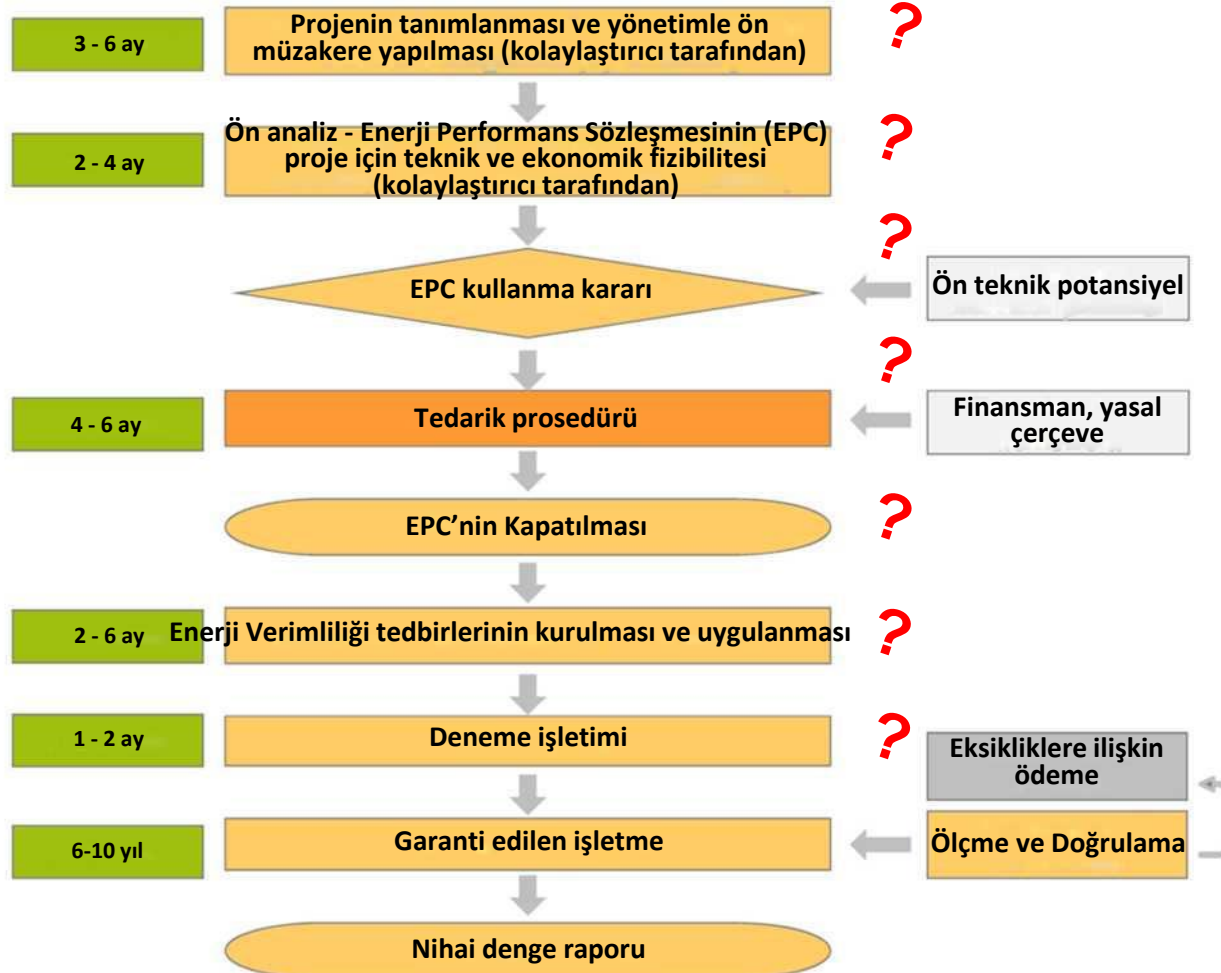 3 - 6 ay
Projenin tanımlanması ve yönetimle ön
müzakere yapılması (kolaylaştırıcı tarafından)
?
2 - 4 ay
Ön analiz - Enerji Performans Sözleşmesinin (EPC)
proje için teknik ve ekonomik fizibilitesi
(kolaylaştırıcı tarafından)
?
EPC kullanma kararı
?
Ön teknik potansiyel
4 - 6 ay
Tedarik prosedürü
?
Finansman, yasal
çerçeve
EPC’nin Kapatılması
?
2 - 6 ay
Enerji Verimliliği tedbirlerinin kurulması ve uygulanması
?
1 - 2 ay
Deneme işletimi
?
Eksikliklere ilişkin
ödeme
6-10 yıl
Garanti edilen işletme
Ölçme ve Doğrulama
Nihai denge raporu